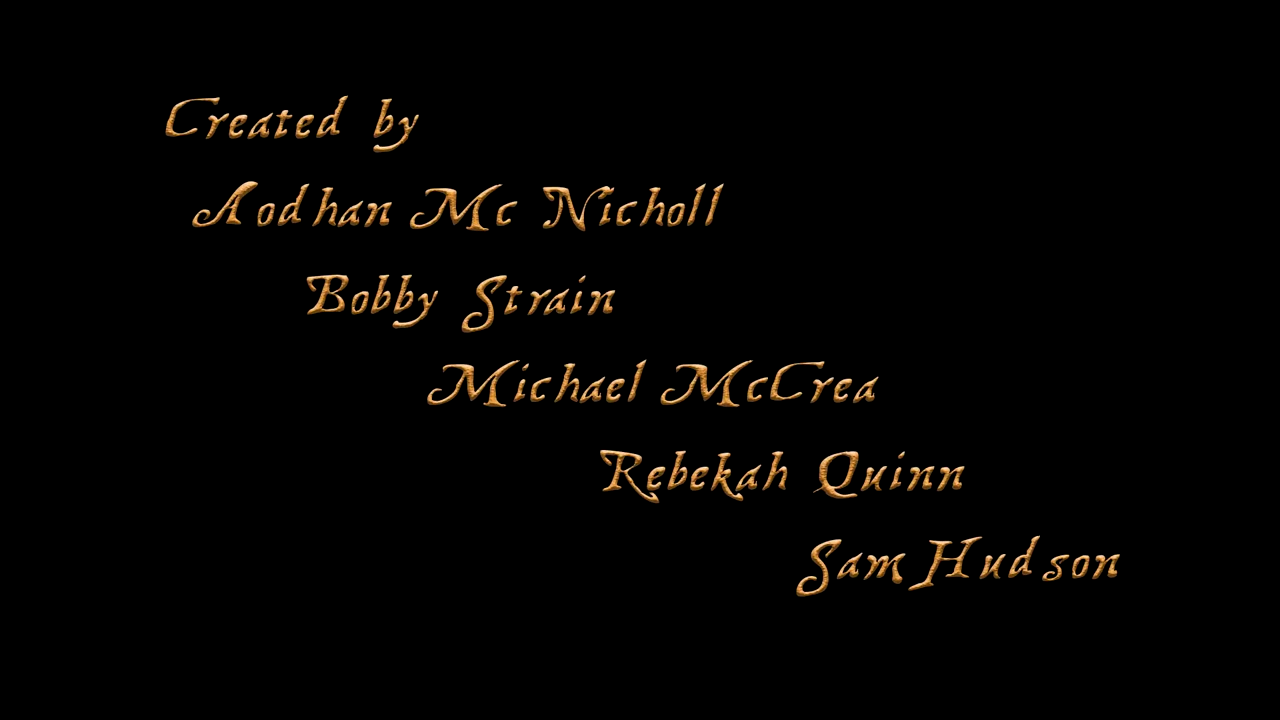 Created by
Aodhan Mc Nicholl
Bobby Strain
Michael McCrea
Rebekah Quinn
Sam Hudson